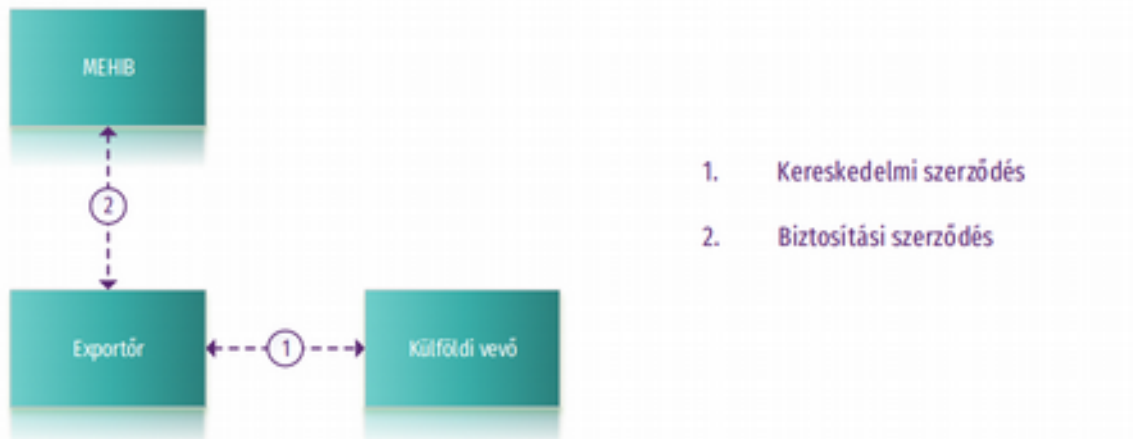 MEHIB
2
1. Kereskedelmi szerződés
2. Biztosítási szerződés
Exportőr
1
Külföldi vevő